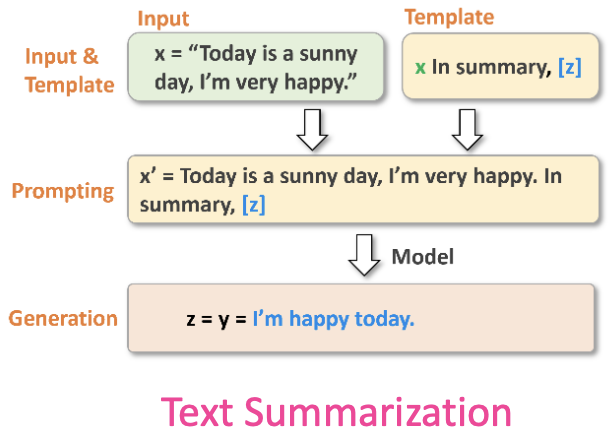 Input
Template
Input &
Template
x = “Today is a sunny
day, I’m very happy.”
x In summary, [z]
Prompting
x’ = Today is a sunny day, I’m very happy. In
summary, [z]
Model
Generation
z = y = I’m happy today.
Text Summarization